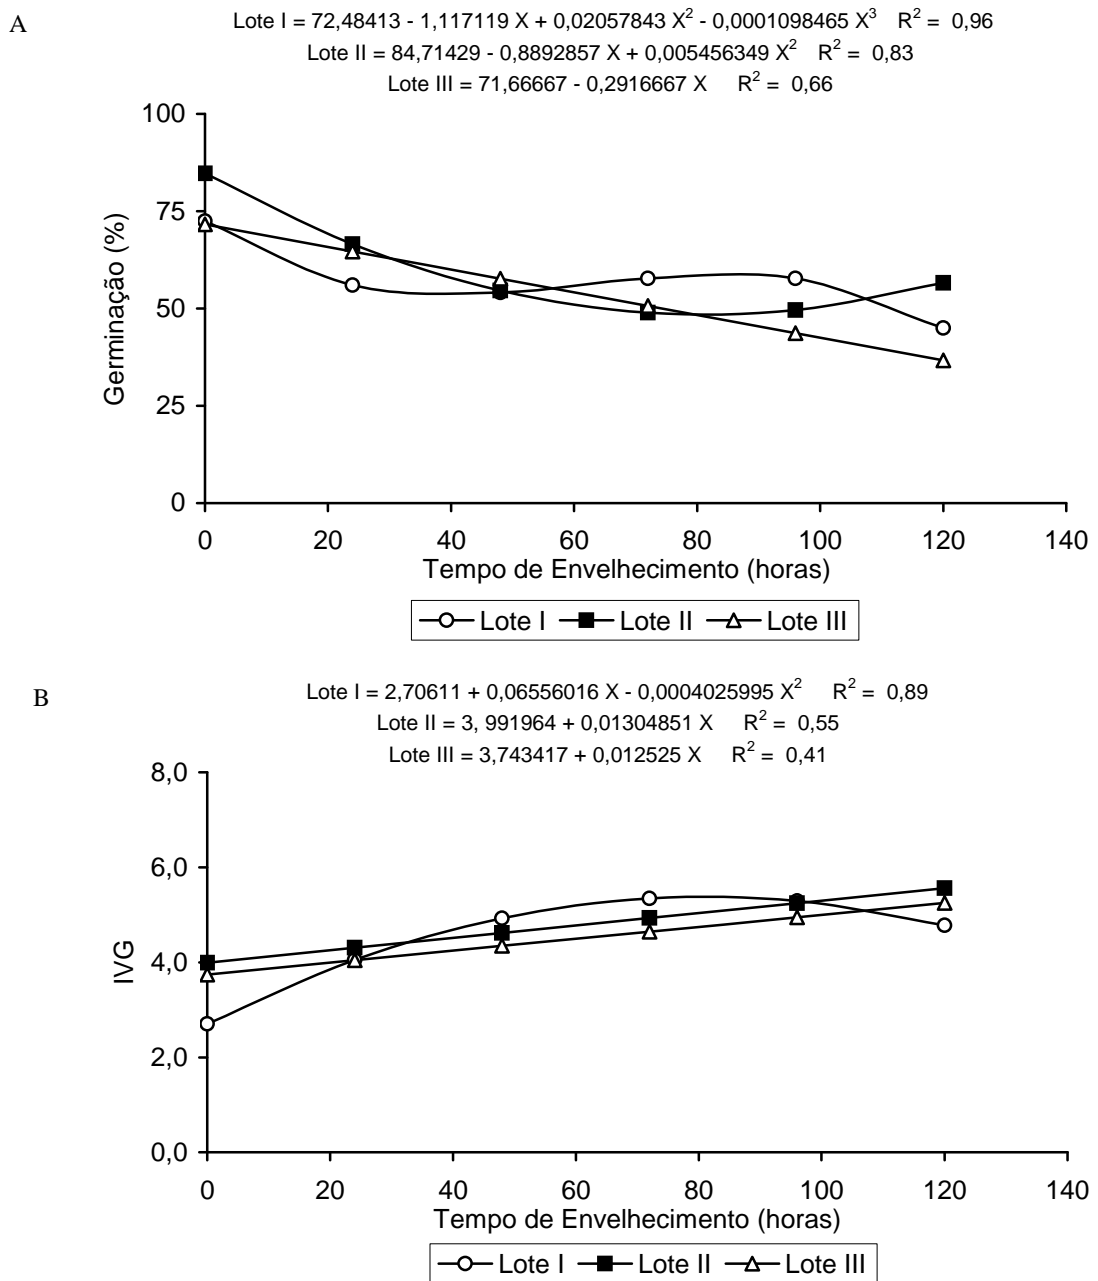 A
Lote I = 72,48413 - 1,117119 X + 0,02057843 X² - 0,0001098465 X³ R² = 0,96
Lote II = 84,71429 - 0,8892857 X + 0,005456349 X² R² = 0,83
Lote III = 71,66667 - 0,2916667 X R² = 0,66
100
75
50
25
0
Germinação (%)
0 20 40 60 80 100 120 140
Tempo de Envelhecimento (horas)
Lote I Lote II Lote III
B
Lote I = 2,70611 + 0,06556016 X - 0,0004025995 X² R² = 0,89
Lote II = 3, 991964 + 0,01304851 X R² = 0,55
Lote III = 3,743417 + 0,012525 X R² = 0,41
8,0
6,0
4,0
2,0
0,0
IVG
0 20 40 60 80 100 120 140
Tempo de Envelhecimento (horas)
Lote I Lote II Lote III